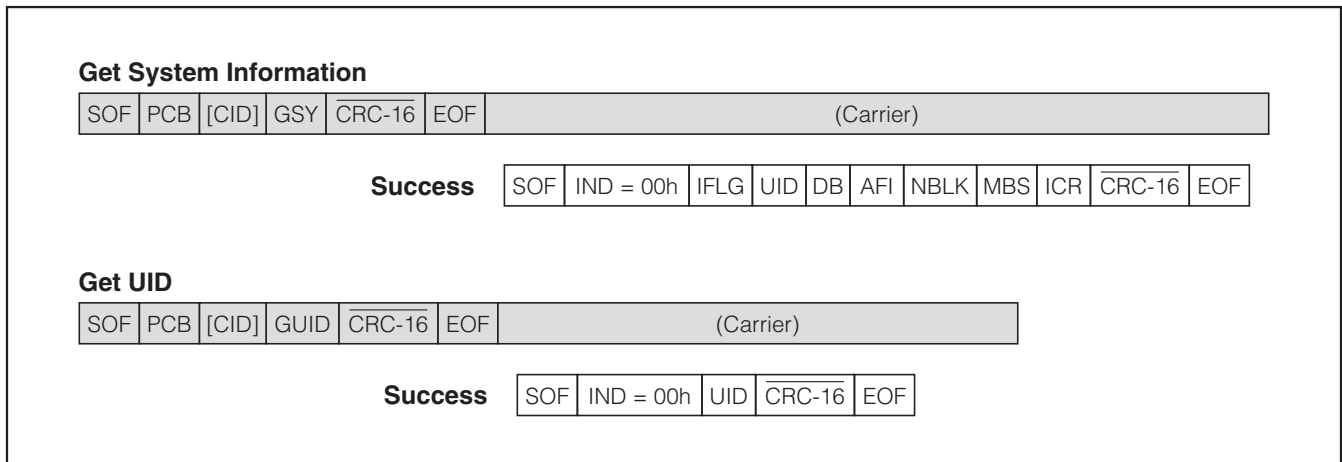 Get System Information
SOF PCB [CID] GSY CRC-16 EOF (Carrier)
Success SOF IND = 00h IFLG UID DB AFI NBLK MBS ICR CRC-16 EOF
Get UID
SOF PCB [CID] GUID CRC-16 EOF (Carrier)
Success SOF IND = 00h UID CRC-16 EOF